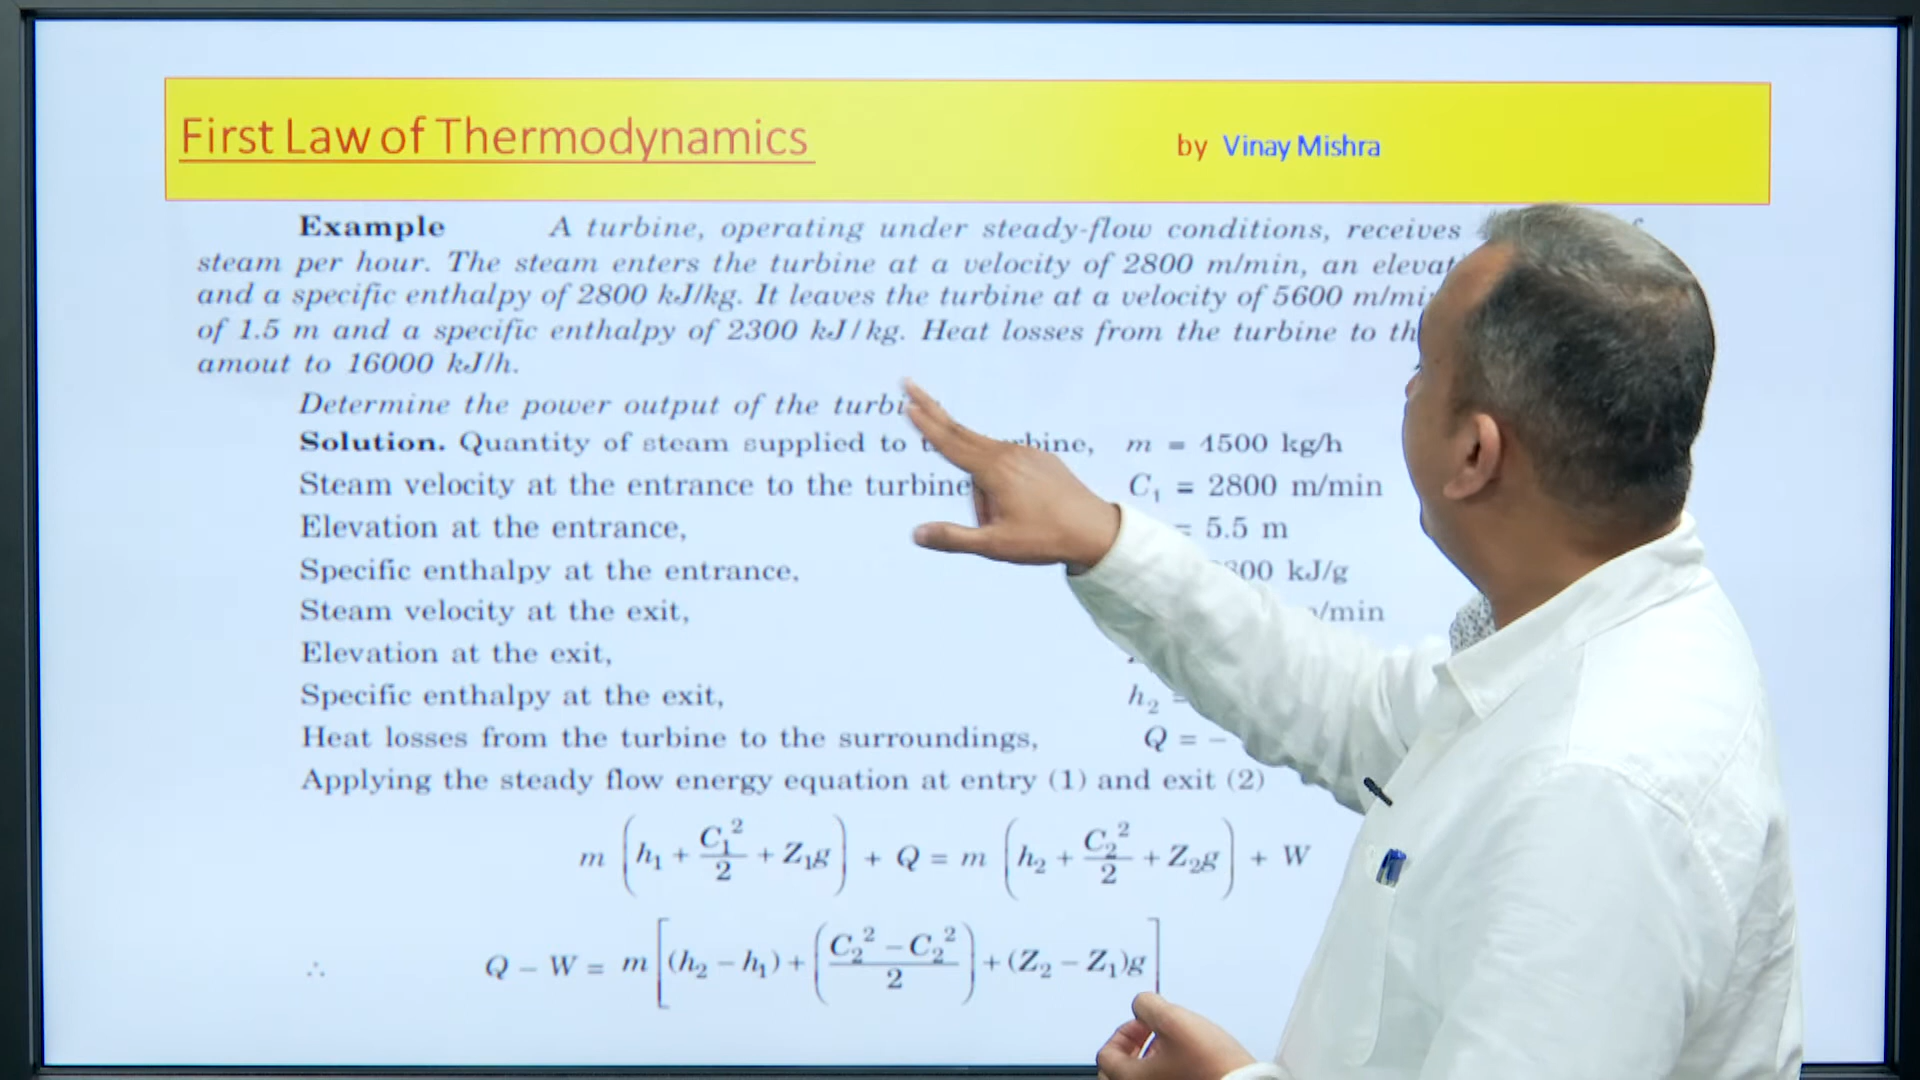 First Law of Thermodynamics
by Vinay Mishra
Example A turbine, operating under steady-flow conditions, receives
steam per hour. The steam enters the turbine at a velocity of 2800 m/min, an
and a specific enthalpy of 2800 kJ/kg. It leaves the turbine at a velocity of 5600
of 1.5 m and a specific enthalpy of 2300 kJ/kg. Heat losses from the turbine to
amout to 16000 kJ/h.
Determine the power output of the
Solution. Quantity of steam supplied to m = 4500 kg/h
Steam velocity at the entrance to the turbine C₁ = 2800 m/min
Elevation at the entrance, = 5.5 m
Specific enthalpy at the entrance, kJ/g
Steam velocity at the exit, /min
Elevation at the exit,
Specific enthalpy at the exit, h₂ =
Heat losses from the turbine to the surroundings, Q = –
Applying the steady flow energy equation at entry (1) and exit (2)
m (h₁ + C₁²/2 + Z₁g) + Q = m (h₂ + C₂²/2 + Z₂g) + W
∴ Q – W = m [(h₂ – h₁) + (C₂² – C₂²/2) + (Z₂ – Z₁)g]